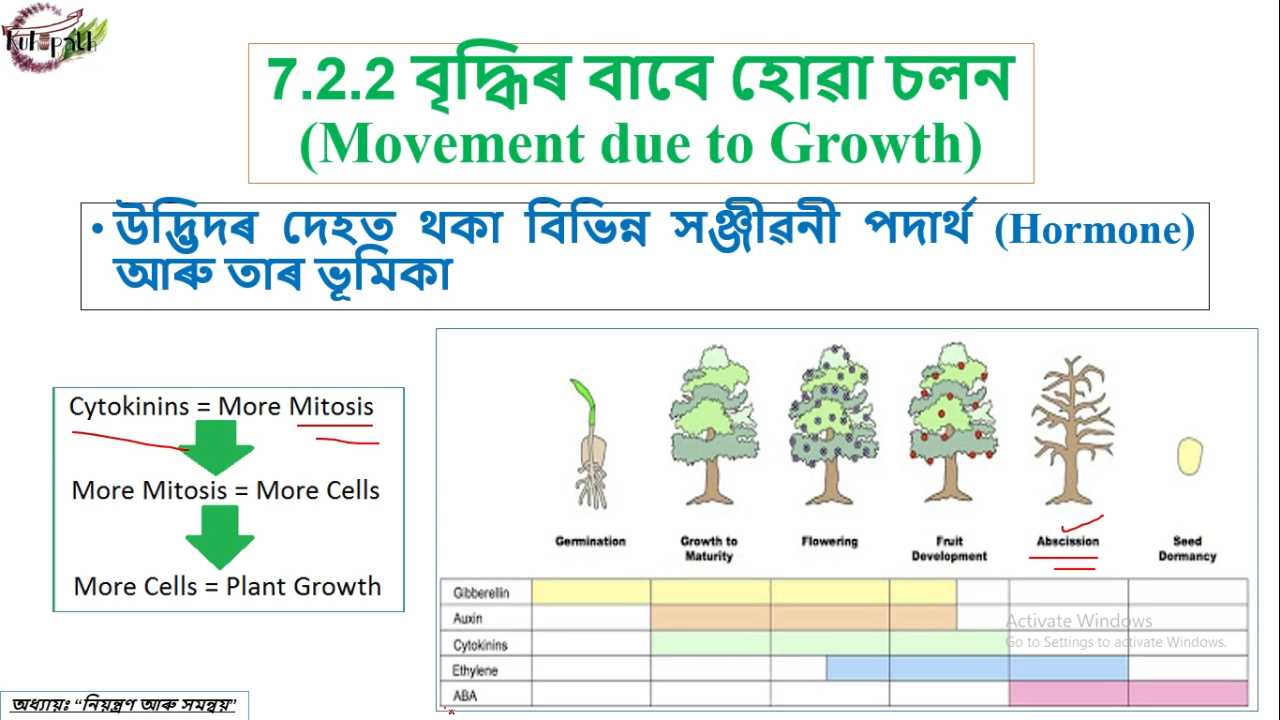 Kuhipath
7.2.2 বৃদ্ধিৰ বাবে হোৱা চলন
(Movement due to Growth)
• উদ্ভিদৰ দেহত থকা বিভিন্ন সঞ্জীৱনী পদাৰ্থ (Hormone)
আৰু তাৰ ভূমিকা
Cytokinins = More Mitosis
More Mitosis = More Cells
More Cells = Plant Growth
Germination
Growth to
Maturity
Flowering
Fruit
Development
Abscission
Seed
Dormancy
Gibberellin
Auxin
Cytokinins
Ethylene
ABA
Activate Windows
Go to Settings to activate Windows.
অধ্যায়ঃ “নিয়ন্ত্ৰণ আৰু সমন্বয়”